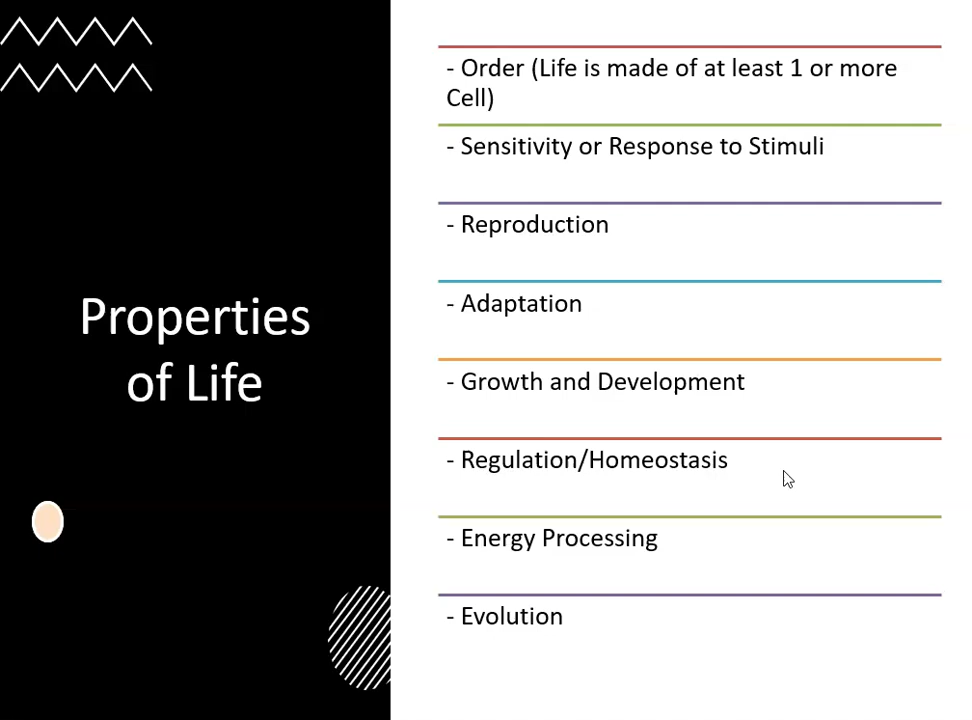 Properties
of Life
- Order (Life is made of at least 1 or more
Cell)
- Sensitivity or Response to Stimuli
- Reproduction
- Adaptation
- Growth and Development
- Regulation/Homeostasis
- Energy Processing
- Evolution